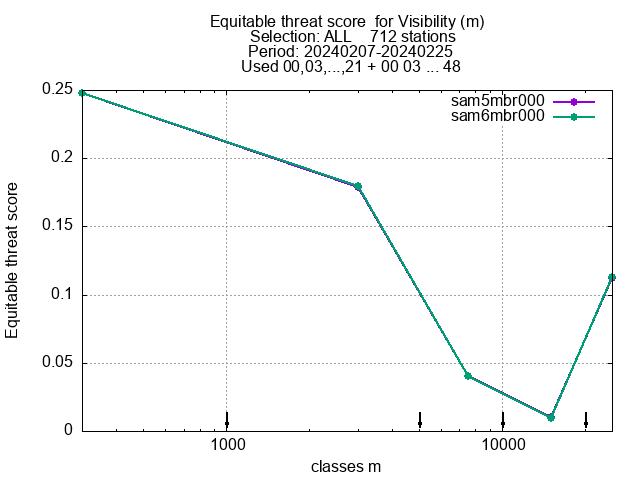 Equitable threat score  for Visibility (m)
Selection: ALL    712 stations
Period: 20240207-20240225
Used 00,03,...,21 + 00 03 ... 48
sam5mbr000
sam6mbr000
0.25
0.2
0.15
0.1
0.05
0
Equitable threat score
1000
10000
classes m